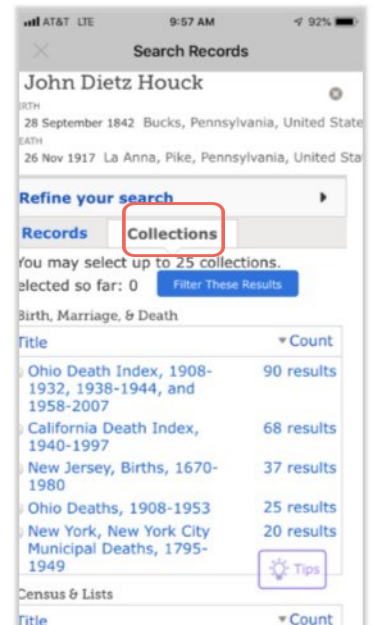 AT&T LTE 9:57 AM 92%
Search Records
John Dietz Houck
IRTH
28 September 1842 Bucks, Pennsylvania, United State
EATH
26 Nov 1917 La Anna, Pike, Pennsylvania, United Sta
Refine your search
Records Collections
You may select up to 25 collections.
elected so far: 0 Filter These Results
Birth, Marriage, & Death
Title Count
Ohio Death Index, 1908- 90 results
1932, 1938-1944, and
1958-2007
California Death Index, 68 results
1940-1997
New Jersey, Births, 1670- 37 results
1980
Ohio Deaths, 1908-1953 25 results
New York, New York City 20 results
Municipal Deaths, 1795-
1949
Tips
Census & Lists
Title Count